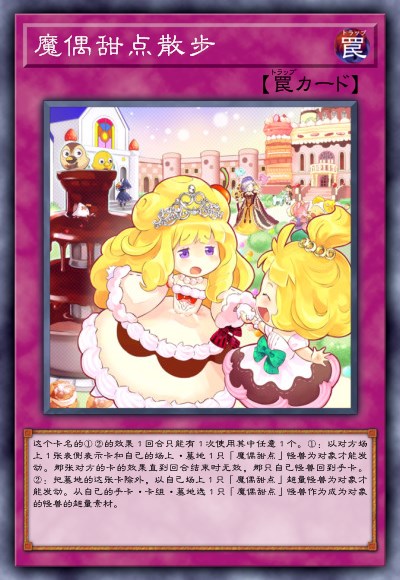 魔偶甜点散步
トラップ
罠
トラップ
【罠カード】
这个卡名的①②的效果1回合只能有1次使用其中任意1个。①：以对方场
上1张表侧表示卡和自己的场上·墓地1只「魔偶甜点」怪兽为对象才能发
动。那张对方的卡的效果直到回合结束时无效，那只自己怪兽回到手卡。
②：把墓地的这张卡除外，以自己场上1只「魔偶甜点」超量怪兽为对象才
能发动。从自己的手卡·卡组·墓地选1只「魔偶甜点」怪兽作为成为对象
的怪兽的超量素材。